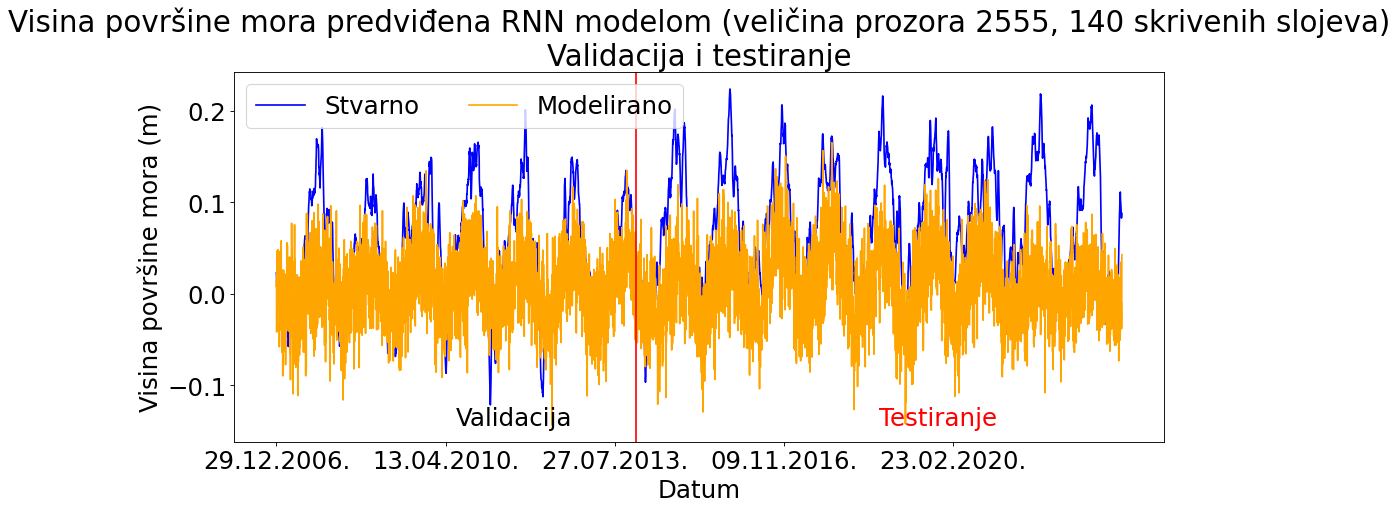 Visina površine mora predviđena RNN modelom (veličina prozora 2555, 140 skrivenih slojeva)
Validacija i testiranje
Stvarno
Modelirano
Visina površine mora (m)
0.2
0.1
0.0
−0.1
Validacija
Testiranje
29.12.2006.
13.04.2010.
27.07.2013.
09.11.2016.
23.02.2020.
Datum